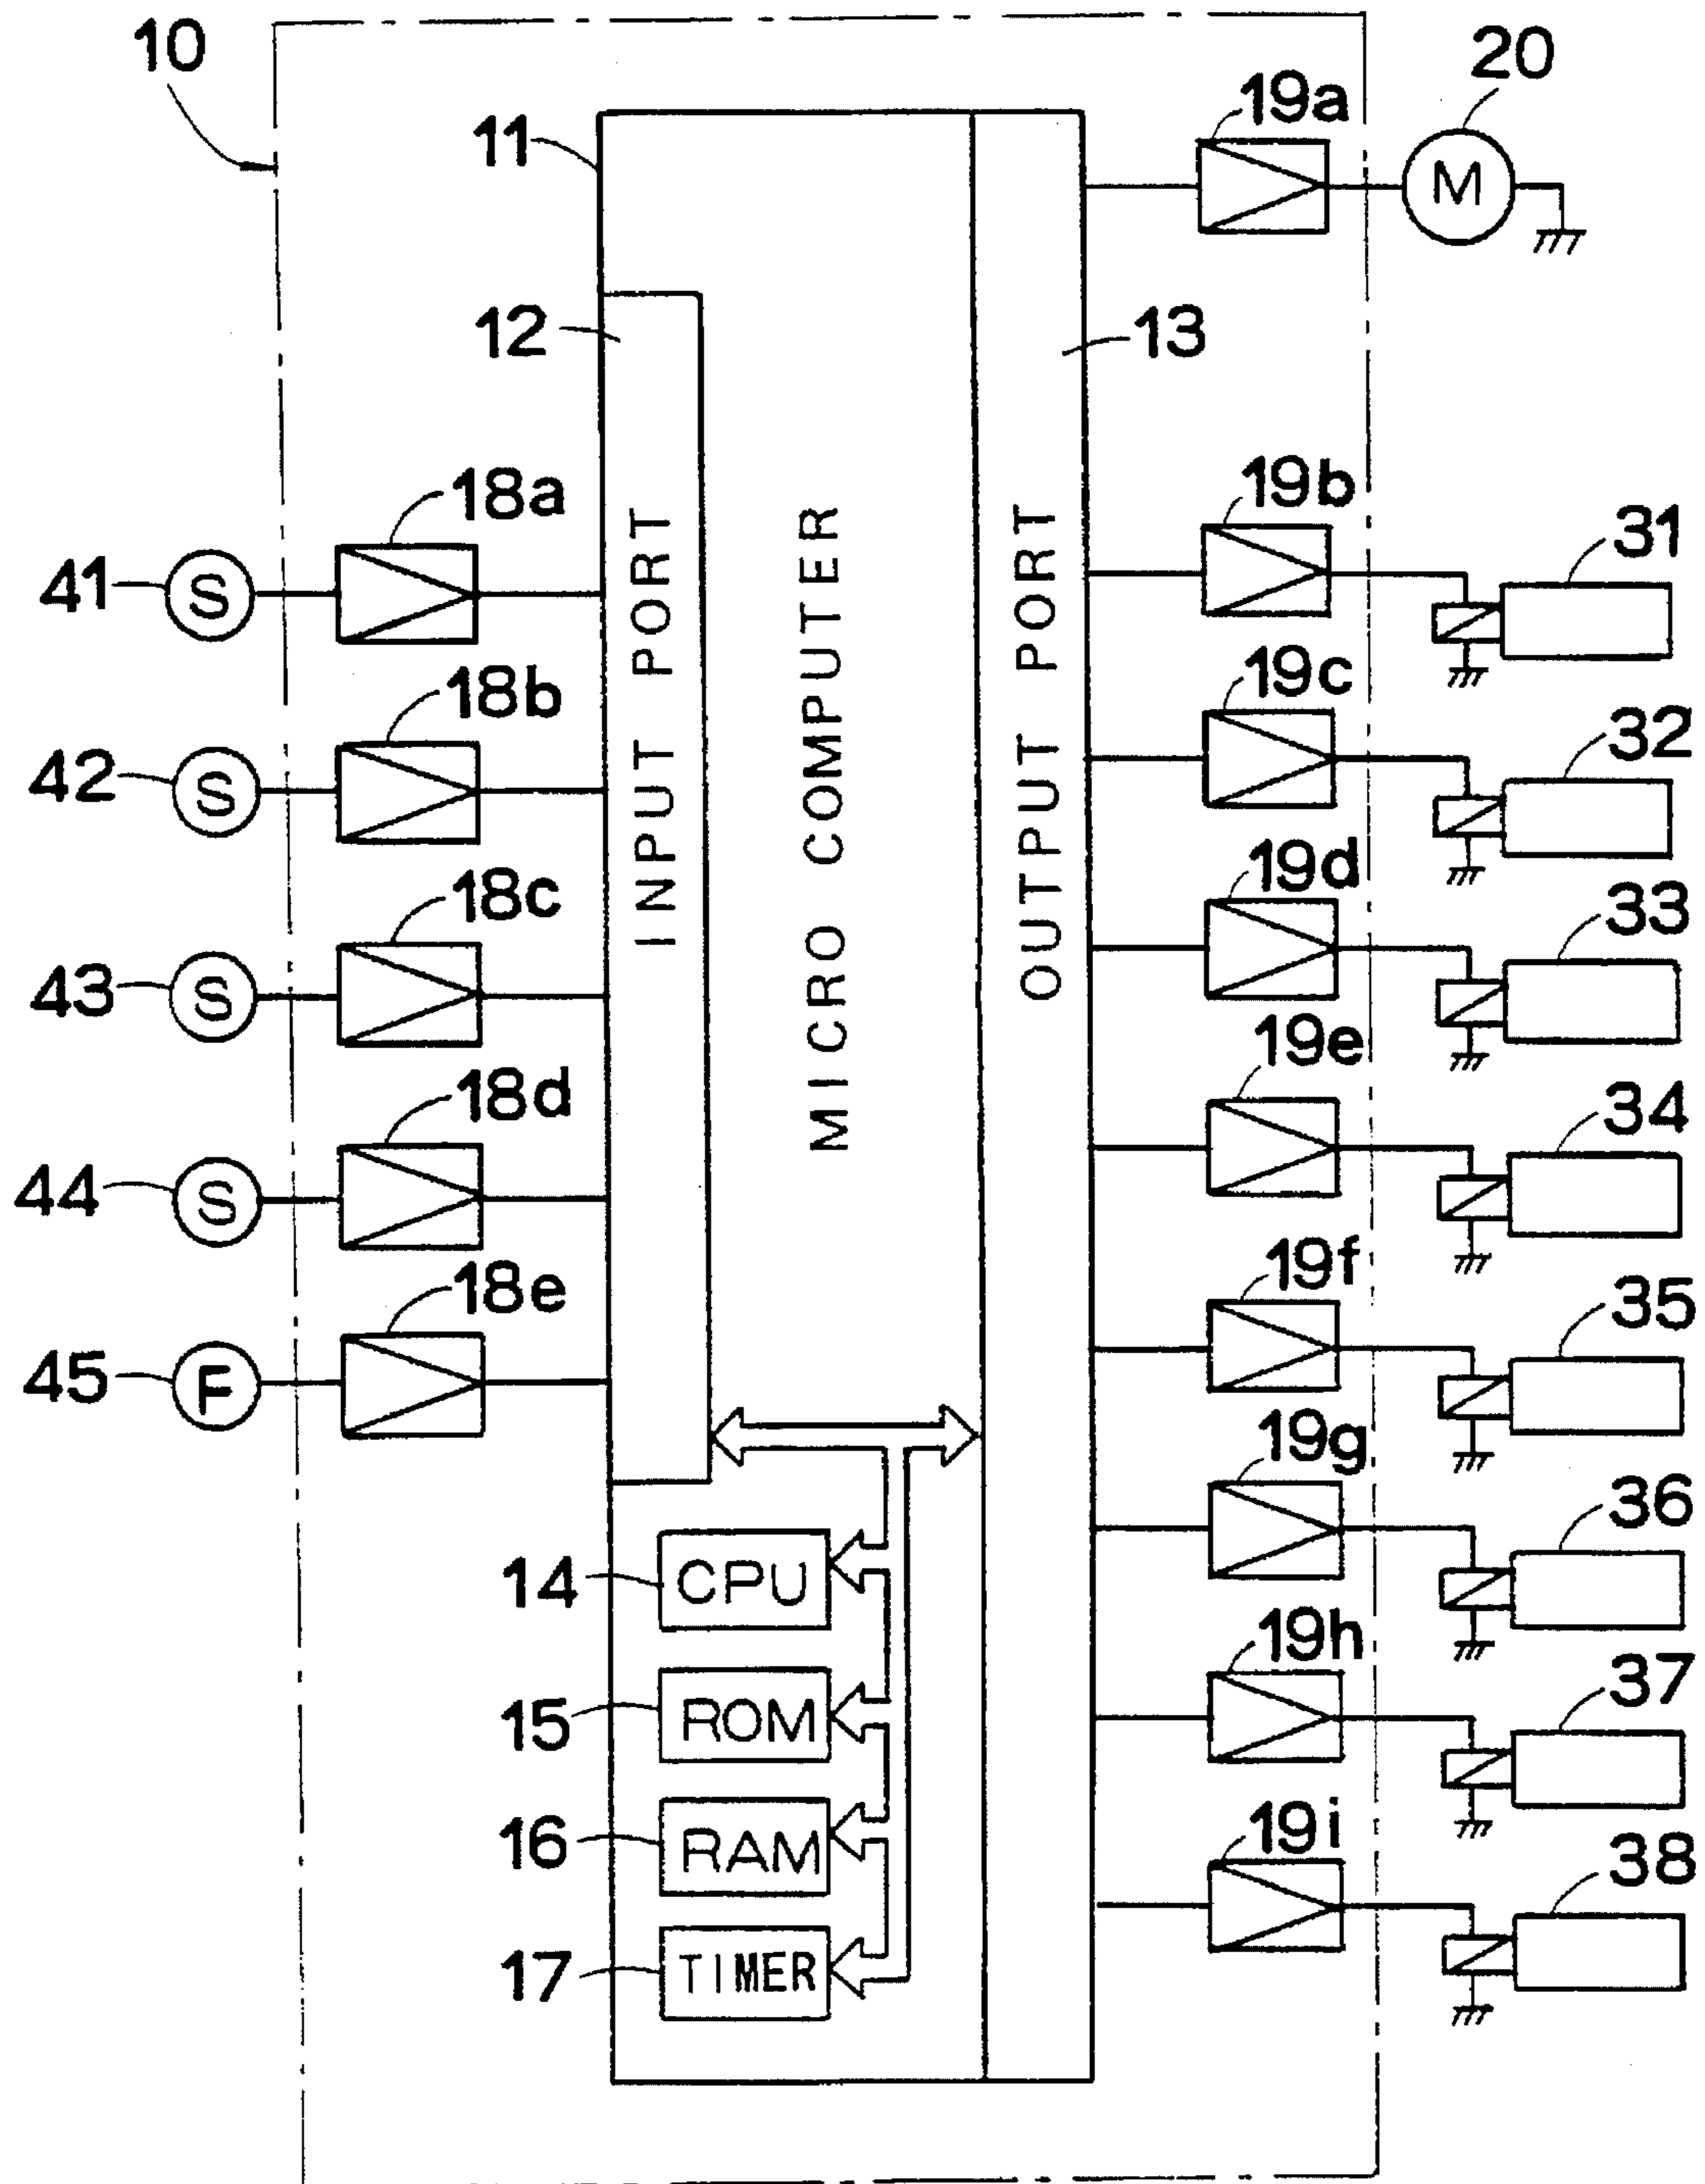 10
20
19a
11
M
12
13
18a
19b
31
41
S
18b
19c
32
42
S
18c
19d
33
43
S
18d
19e
34
44
S
18e
19f
35
45
F
INPUT PORT
MICRO COMPUTER
OUTPUT PORT
19g
36
14
CPU
19h
37
15
ROM
16
RAM
19i
38
17
TIMER